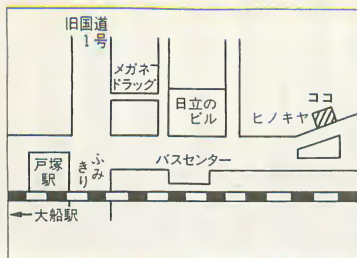 旧国道
1号
メガネ
ドラッグ
日立の
ビル
ココ
ヒノキヤ
戸塚
駅
ふみ
きり
バスセンター
←大船駅